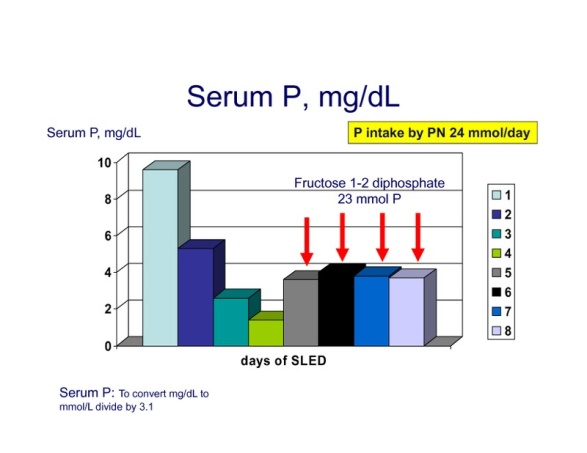 Serum P, mg/dL
Serum P, mg/dL
P intake by PN 24 mmol/day
Fructose 1-2 diphosphate
23 mmol P
10
8
6
4
2
0
1
2
3
4
5
6
7
8
days of SLED
Serum P: To convert mg/dL to
mmol/L divide by 3.1